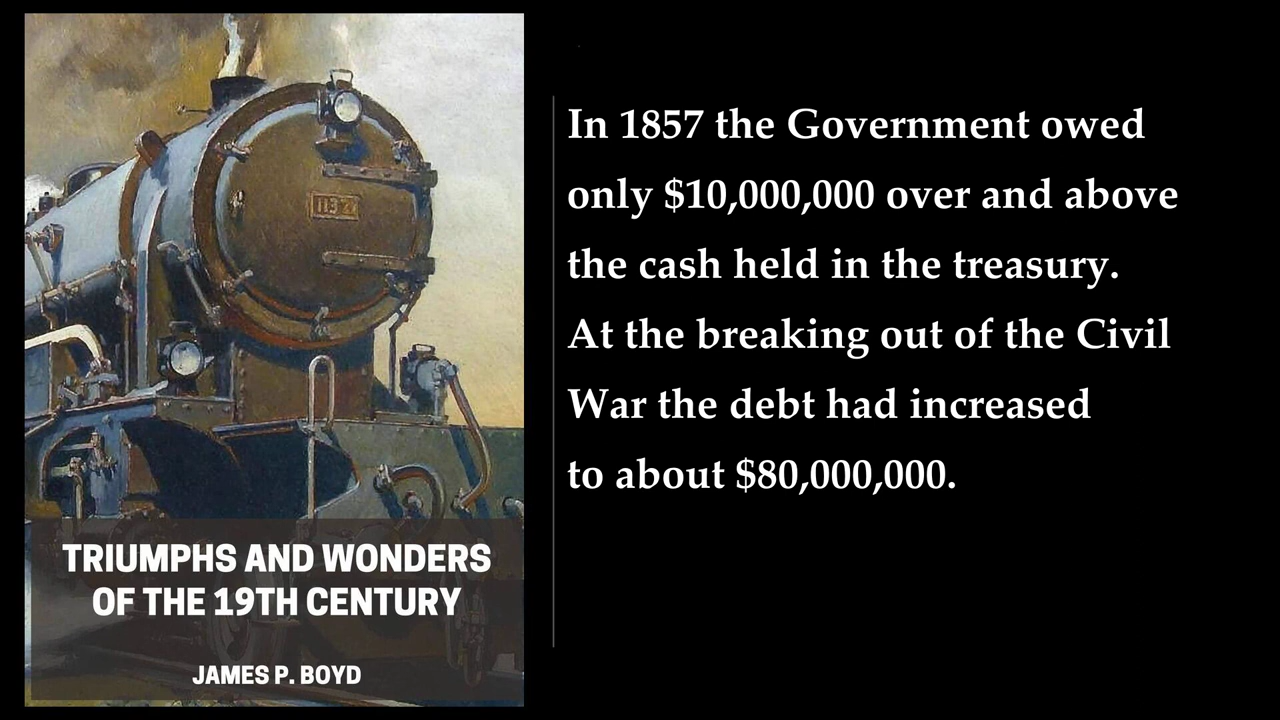 TRIUMPHS AND WONDERS
OF THE 19TH CENTURY
JAMES P. BOYD
In 1857 the Government owed
only $10,000,000 over and above
the cash held in the treasury.
At the breaking out of the Civil
War the debt had increased
to about $80,000,000.